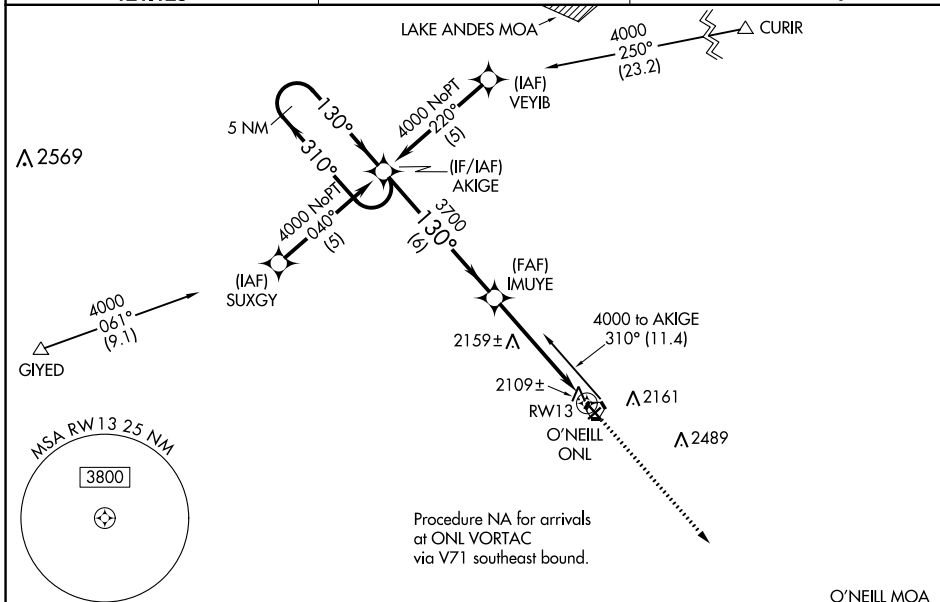 LAKE ANDES MOA
4000
250°
(23.2)
CURIR
(IAF)
VEYIB
4000 NoPT
220°
(5)
130°
5 NM
310°
2569
(IF/IAF)
AKIGE
4000 NoPT
040°
(5)
3700
130°
(6)
(IAF)
SUXGY
(FAF)
IMUYE
4000
061°
(9.1)
GIYED
4000 to AKIGE
310° (11.4)
2159±
2109±
RW13
2161
O'NEILL
ONL
2489
MSA RW13 25 NM
3800
Procedure NA for arrivals
at ONL VORTAC
via V71 southeast bound.
O'NEILL MOA